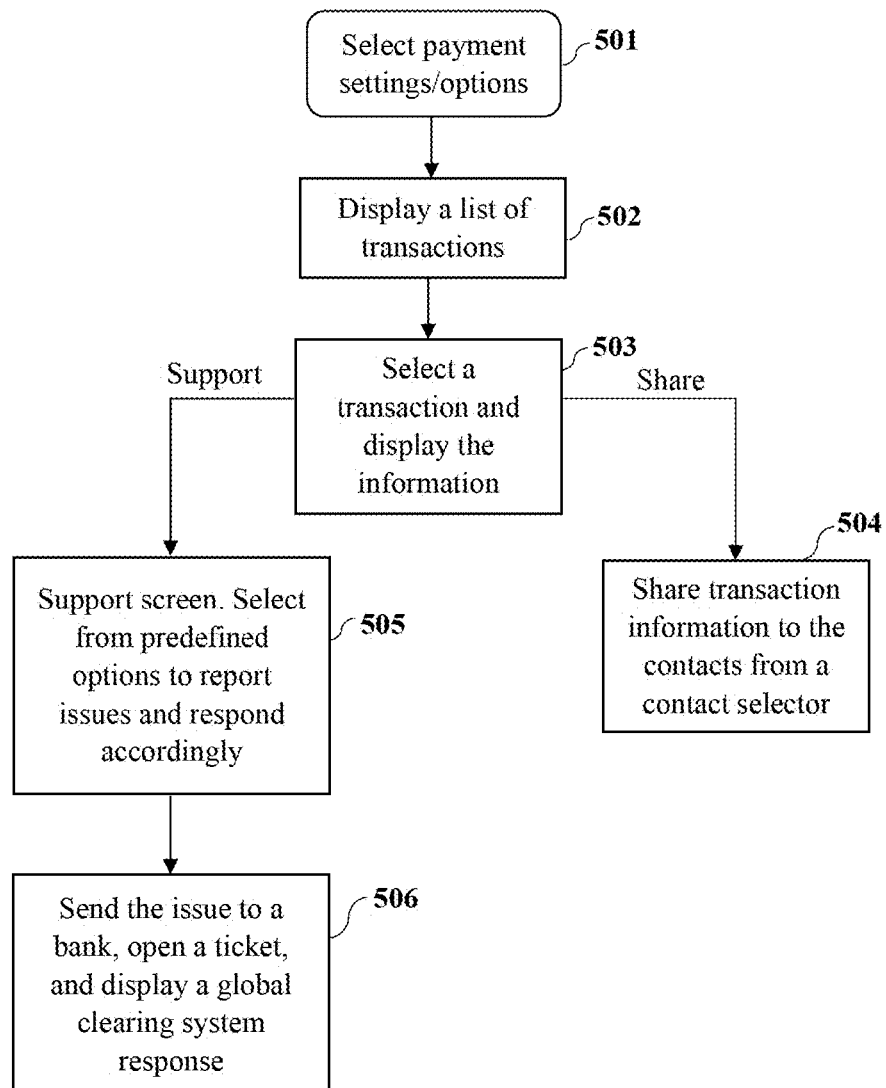 Select payment
settings/options
501
Display a list of
transactions
502
503
Select a
transaction and
display the
information
Support
Share
504
Share transaction
information to the
contacts from a
contact selector
Support screen. Select
from predefined
options to report
issues and respond
accordingly
505
Send the issue to a
bank, open a ticket,
and display a global
clearing system
response
506